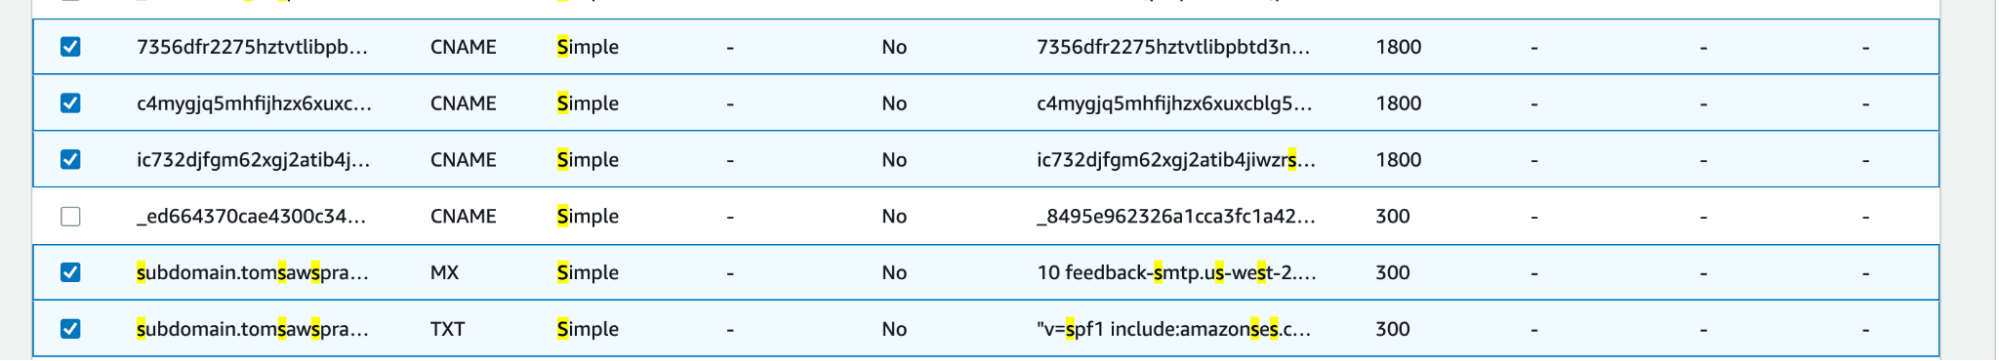 7356dfr2275hztvtlibpb... CNAME Simple - No 7356dfr2275hztvtlibpbtd3n... 1800 - - -
c4mygjq5mhfijhzx6xuxc... CNAME Simple - No c4mygjq5mhfijhzx6xuxcblg5... 1800 - - -
ic732djfgm62xgj2atib4j... CNAME Simple - No ic732djfgm62xgj2atib4jiwzrs... 1800 - - -
_ed664370cae4300c34... CNAME Simple - No _8495e962326a1cca3fc1a42... 300 - - -
subdomain.tomsawspra... MX Simple - No 10 feedback-smtp.us-west-2.... 300 - - -
subdomain.tomsawspra... TXT Simple - No "v=spf1 include:amazonses.c... 300 - - -